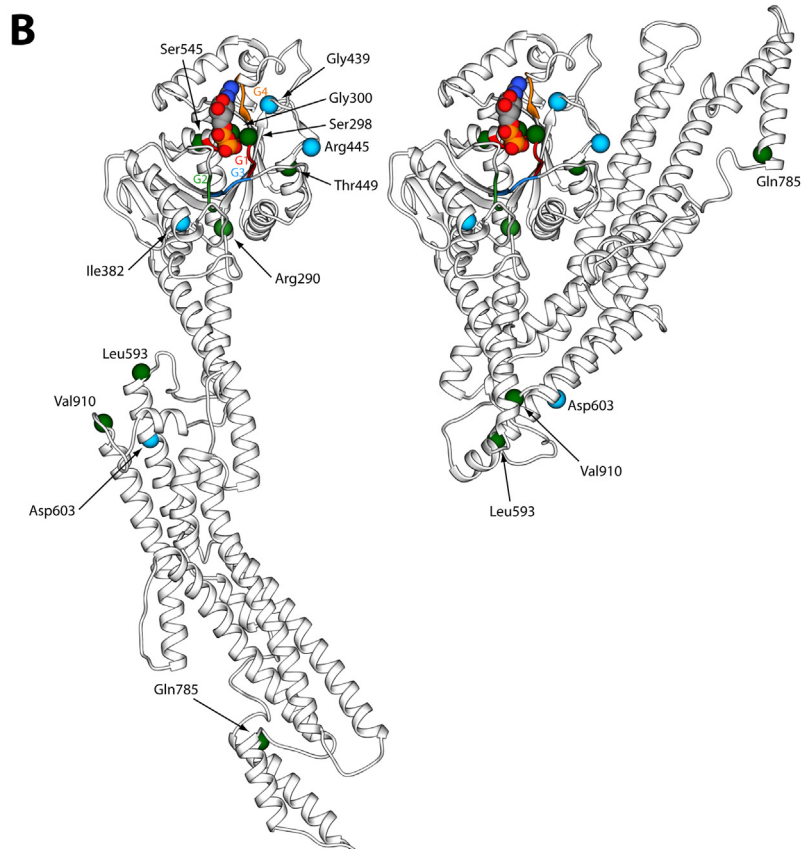 B
Ser545
Gly439
G4
Gly300
Ser298
Arg445
G1
G3
G2
Thr449
Ile382
Arg290
Gln785
Leu593
Val910
Asp603
Asp603
Val910
Leu593
Gln785